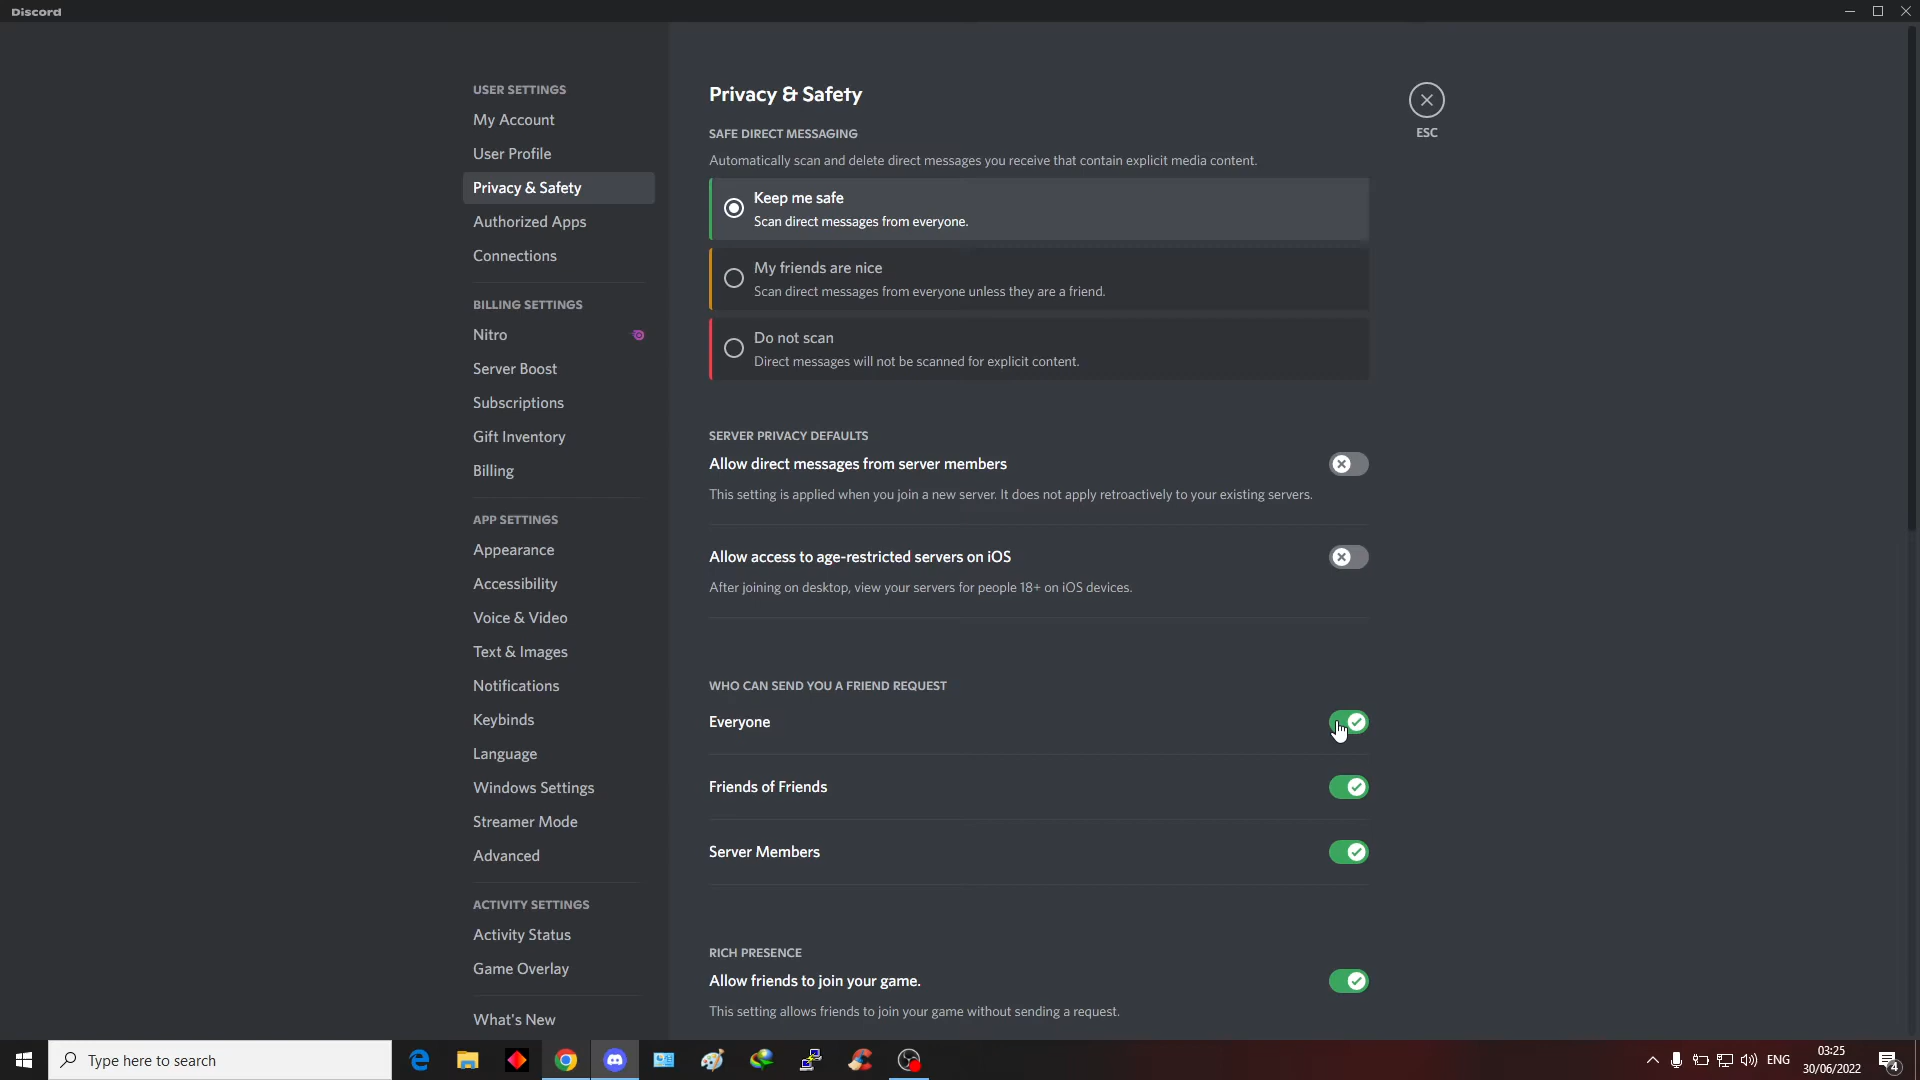 Discord
USER SETTINGS
My Account
User Profile
Privacy & Safety
Authorized Apps
Connections
BILLING SETTINGS
Nitro
Server Boost
Subscriptions
Gift Inventory
Billing
APP SETTINGS
Appearance
Accessibility
Voice & Video
Text & Images
Notifications
Keybinds
Language
Windows Settings
Streamer Mode
Advanced
ACTIVITY SETTINGS
Activity Status
Game Overlay
What's New
Privacy & Safety
ESC
SAFE DIRECT MESSAGING
Automatically scan and delete direct messages you receive that contain explicit media content.
Keep me safe
Scan direct messages from everyone.
My friends are nice
Scan direct messages from everyone unless they are a friend.
Do not scan
Direct messages will not be scanned for explicit content.
SERVER PRIVACY DEFAULTS
Allow direct messages from server members
This setting is applied when you join a new server. It does not apply retroactively to your existing servers.
Allow access to age-restricted servers on iOS
After joining on desktop, view your servers for people 18+ on iOS devices.
WHO CAN SEND YOU A FRIEND REQUEST
Everyone
Friends of Friends
Server Members
RICH PRESENCE
Allow friends to join your game.
This setting allows friends to join your game without sending a request.
Type here to search
ENG
03:25
30/06/2022
4